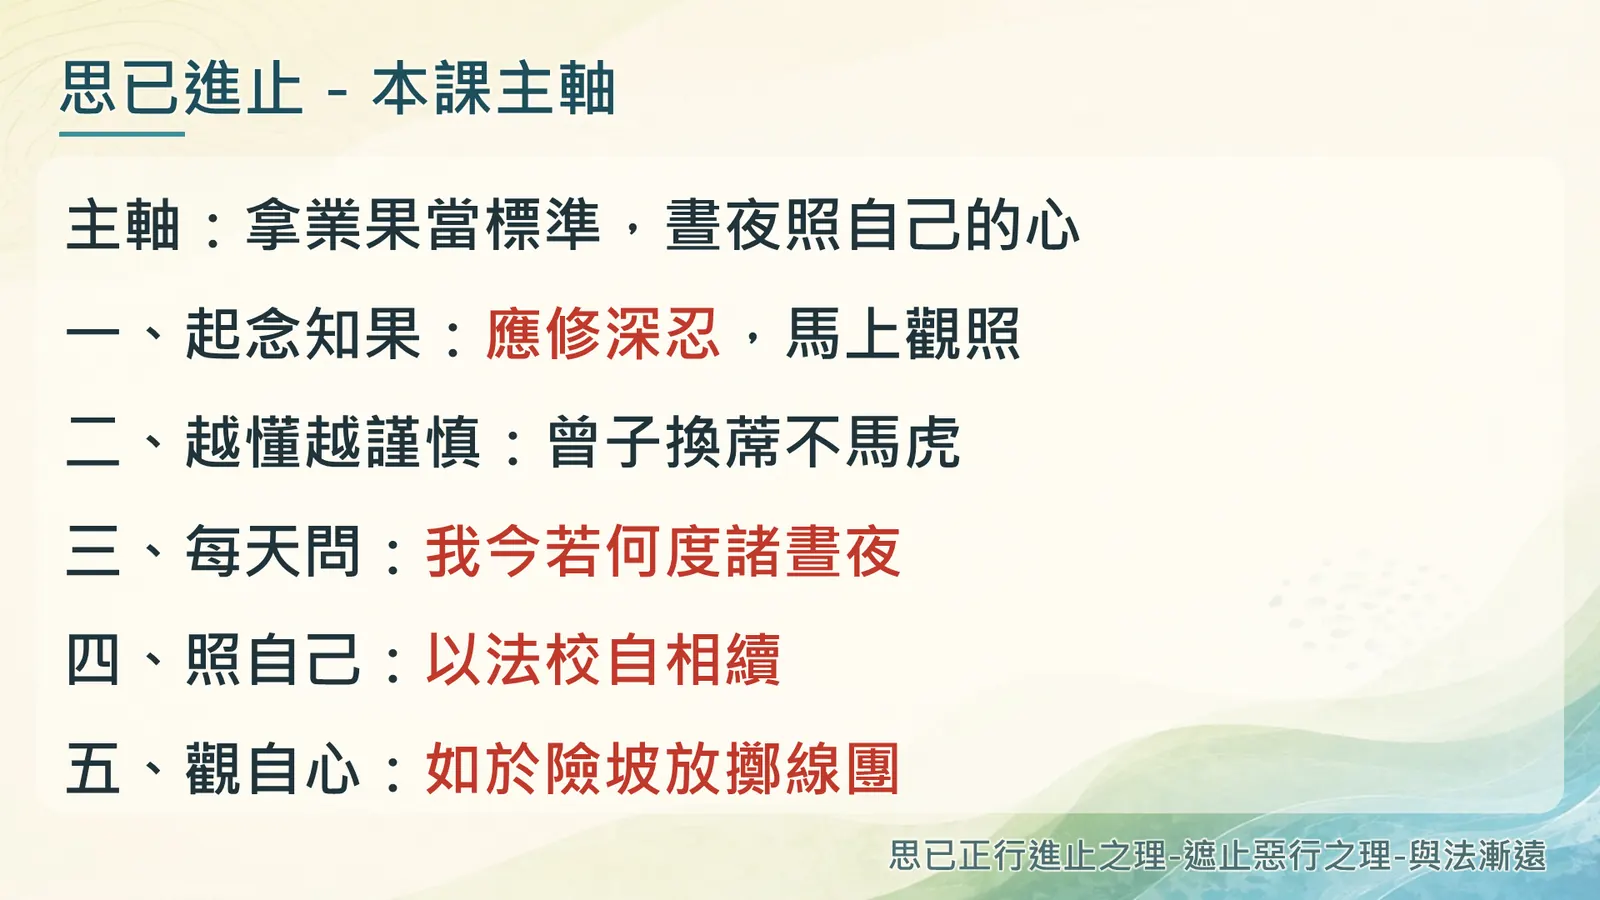 思已進止 - 本課主軸
主軸：拿業果當標準，晝夜照自己的心
一、起念知果：應修深忍，馬上觀照
二、越懂越謹慎：曾子換蓆不馬虎
三、每天問：我今若何度諸晝夜
四、照自己：以法校自相續
五、觀自心：如於險坡放擲線團
思已正行進止之理-遮止惡行之理-與法漸遠